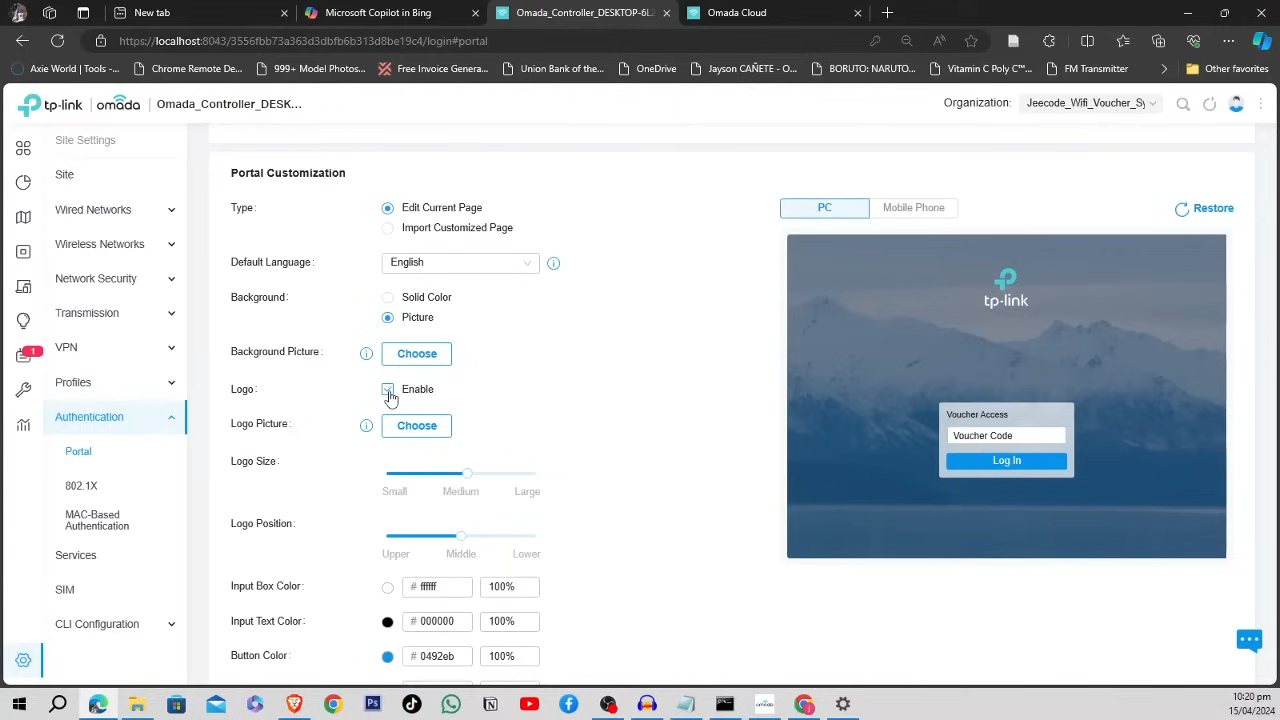 New tab
Microsoft Copilot in Bing
Omada_Controller_DESKTOP-6L
Omada Cloud
https://localhost:8043/3556fbb73a363d3dbfb6b313d8be19c4/login#portal
Axie World | Tools -...
Chrome Remote De...
999+ Model Photos...
Free Invoice Genera...
Union Bank of the...
OneDrive
Jayson CAÑETE - O...
BORUTO: NARUTO...
Vitamin C Poly C™...
FM Transmitter
Other favorites
tp-link | omada | Omada_Controller_DESK...
Organization:
Jeecode_Wifi_Voucher_Sy
Site Settings
Site
Wired Networks
Wireless Networks
Network Security
Transmission
VPN
1
Profiles
Authentication
Portal
802.1X
MAC-Based
Authentication
Services
SIM
CLI Configuration
Portal Customization
Type:
Edit Current Page
Import Customized Page
Default Language:
English
Background:
Solid Color
Picture
Background Picture:
Choose
Logo:
Enable
Logo Picture:
Choose
Logo Size:
Small
Medium
Large
Logo Position:
Upper
Middle
Lower
Input Box Color:
# ffffff
100%
Input Text Color:
# 000000
100%
Button Color:
# 0492eb
100%
PC
Mobile Phone
Restore
tp-link
Voucher Access
Voucher Code
Log In
10:20 pm
15/04/2024